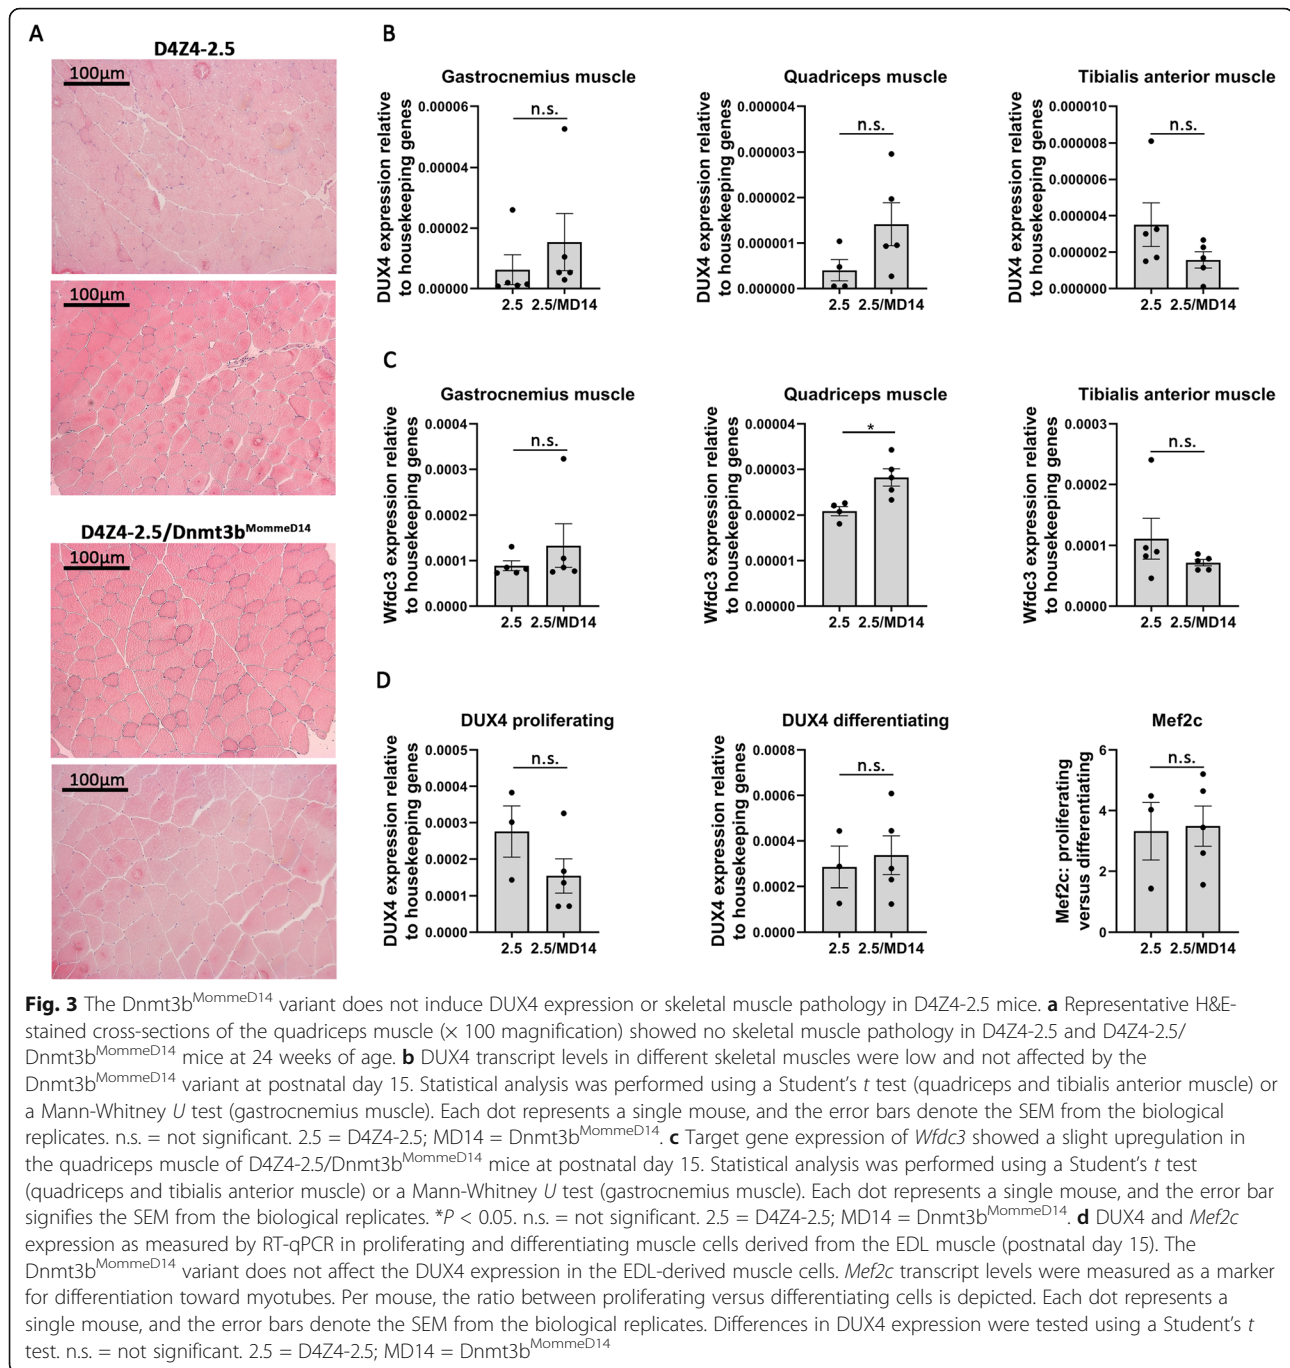 A
D4Z4-2.5
100µm
100µm
D4Z4-2.5/Dnmt3bMommeD14
100µm
100µm
B
Gastrocnemius muscle
DUX4 expression relative
to housekeeping genes
0.00006
0.00004
0.00002
0.00000
n.s.
2.5 2.5/MD14
Quadriceps muscle
DUX4 expression relative
to housekeeping genes
0.000004
0.000003
0.000002
0.000001
0.000000
n.s.
2.5 2.5/MD14
Tibialis anterior muscle
DUX4 expression relative
to housekeeping genes
0.000010
0.000008
0.000006
0.000004
0.000002
0.000000
n.s.
2.5 2.5/MD14
C
Gastrocnemius muscle
Wfdc3 expression relative
to housekeeping genes
0.0004
0.0003
0.0002
0.0001
0.0000
n.s.
2.5 2.5/MD14
Quadriceps muscle
Wfdc3 expression relative
to housekeeping genes
0.00004
0.00003
0.00002
0.00001
0.00000
*
2.5 2.5/MD14
Tibialis anterior muscle
Wfdc3 expression relative
to housekeeping genes
0.0003
0.0002
0.0001
0.0000
n.s.
2.5 2.5/MD14
D
DUX4 proliferating
DUX4 expression relative
to housekeeping genes
0.0005
0.0004
0.0003
0.0002
0.0001
0.0000
n.s.
2.5 2.5/MD14
DUX4 differentiating
DUX4 expression relative
to housekeeping genes
0.0008
0.0006
0.0004
0.0002
0.0000
n.s.
2.5 2.5/MD14
Mef2c
Mef2c: proliferating
versus differentiating
6
4
2
0
n.s.
2.5 2.5/MD14
Fig. 3 The Dnmt3bMommeD14 variant does not induce DUX4 expression or skeletal muscle pathology in D4Z4-2.5 mice. a Representative H&E-
stained cross-sections of the quadriceps muscle (× 100 magnification) showed no skeletal muscle pathology in D4Z4-2.5 and D4Z4-2.5/
Dnmt3bMommeD14 mice at 24 weeks of age. b DUX4 transcript levels in different skeletal muscles were low and not affected by the
Dnmt3bMommeD14 variant at postnatal day 15. Statistical analysis was performed using a Student's t test (quadriceps and tibialis anterior muscle) or
a Mann-Whitney U test (gastrocnemius muscle). Each dot represents a single mouse, and the error bars denote the SEM from the biological
replicates. n.s. = not significant. 2.5 = D4Z4-2.5; MD14 = Dnmt3bMommeD14. c Target gene expression of Wfdc3 showed a slight upregulation in
the quadriceps muscle of D4Z4-2.5/Dnmt3bMommeD14 mice at postnatal day 15. Statistical analysis was performed using a Student's t test
(quadriceps and tibialis anterior muscle) or a Mann-Whitney U test (gastrocnemius muscle). Each dot represents a single mouse, and the error bar
signifies the SEM from the biological replicates. *P < 0.05. n.s. = not significant. 2.5 = D4Z4-2.5; MD14 = Dnmt3bMommeD14. d DUX4 and Mef2c
expression as measured by RT-qPCR in proliferating and differentiating muscle cells derived from the EDL muscle (postnatal day 15). The
Dnmt3bMommeD14 variant does not affect the DUX4 expression in the EDL-derived muscle cells. Mef2c transcript levels were measured as a marker
for differentiation toward myotubes. Per mouse, the ratio between proliferating versus differentiating cells is depicted. Each dot represents a
single mouse, and the error bars denote the SEM from the biological replicates. Differences in DUX4 expression were tested using a Student's t
test. n.s. = not significant. 2.5 = D4Z4-2.5; MD14 = Dnmt3bMommeD14